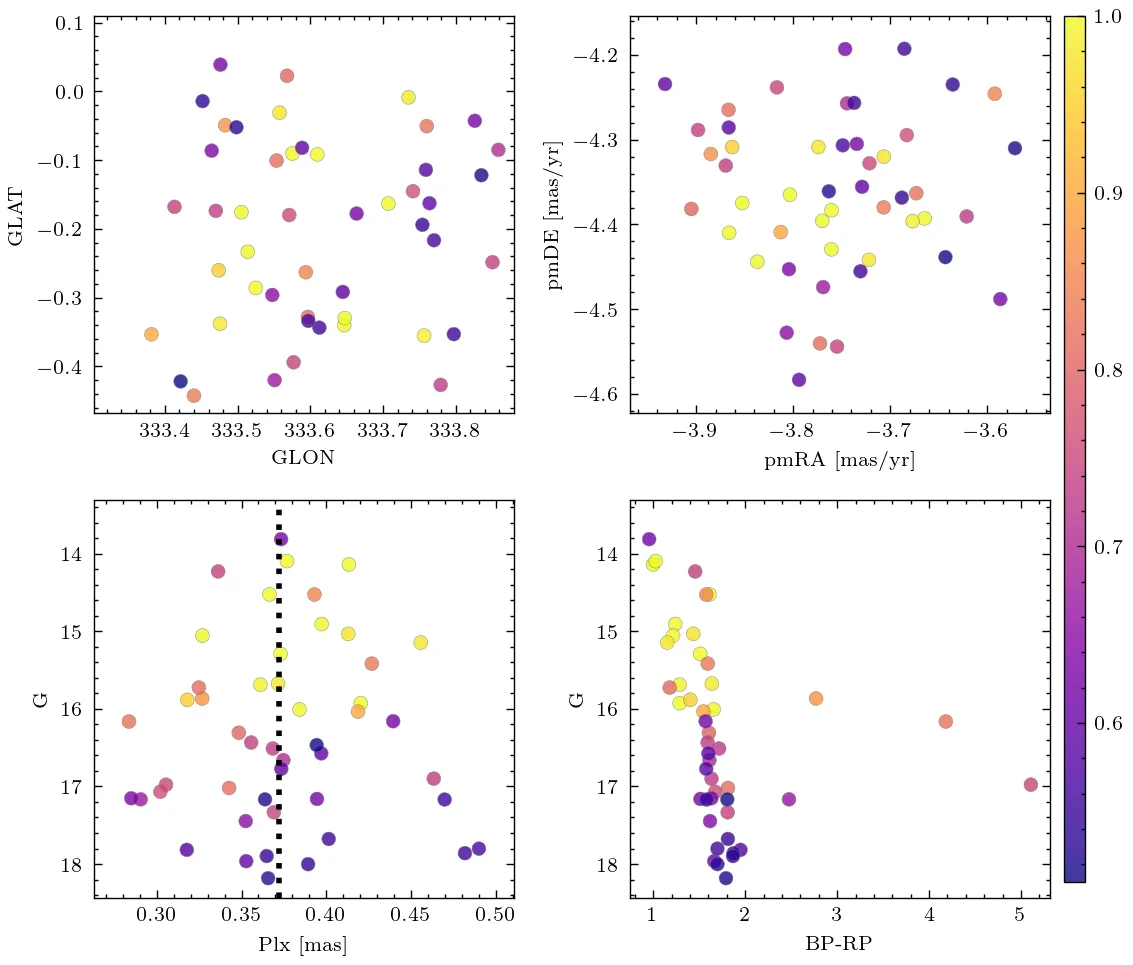 0.1
0.0
−0.1
−0.2
−0.3
−0.4
GLAT
333.4 333.5 333.6 333.7 333.8
GLON
−4.2
−4.3
−4.4
−4.5
−4.6
pmDE [mas/yr]
−3.9 −3.8 −3.7 −3.6
pmRA [mas/yr]
1.0
0.9
0.8
0.7
0.6
14
15
16
17
18
G
0.30 0.35 0.40 0.45 0.50
Plx [mas]
14
15
16
17
18
G
1 2 3 4 5
BP-RP